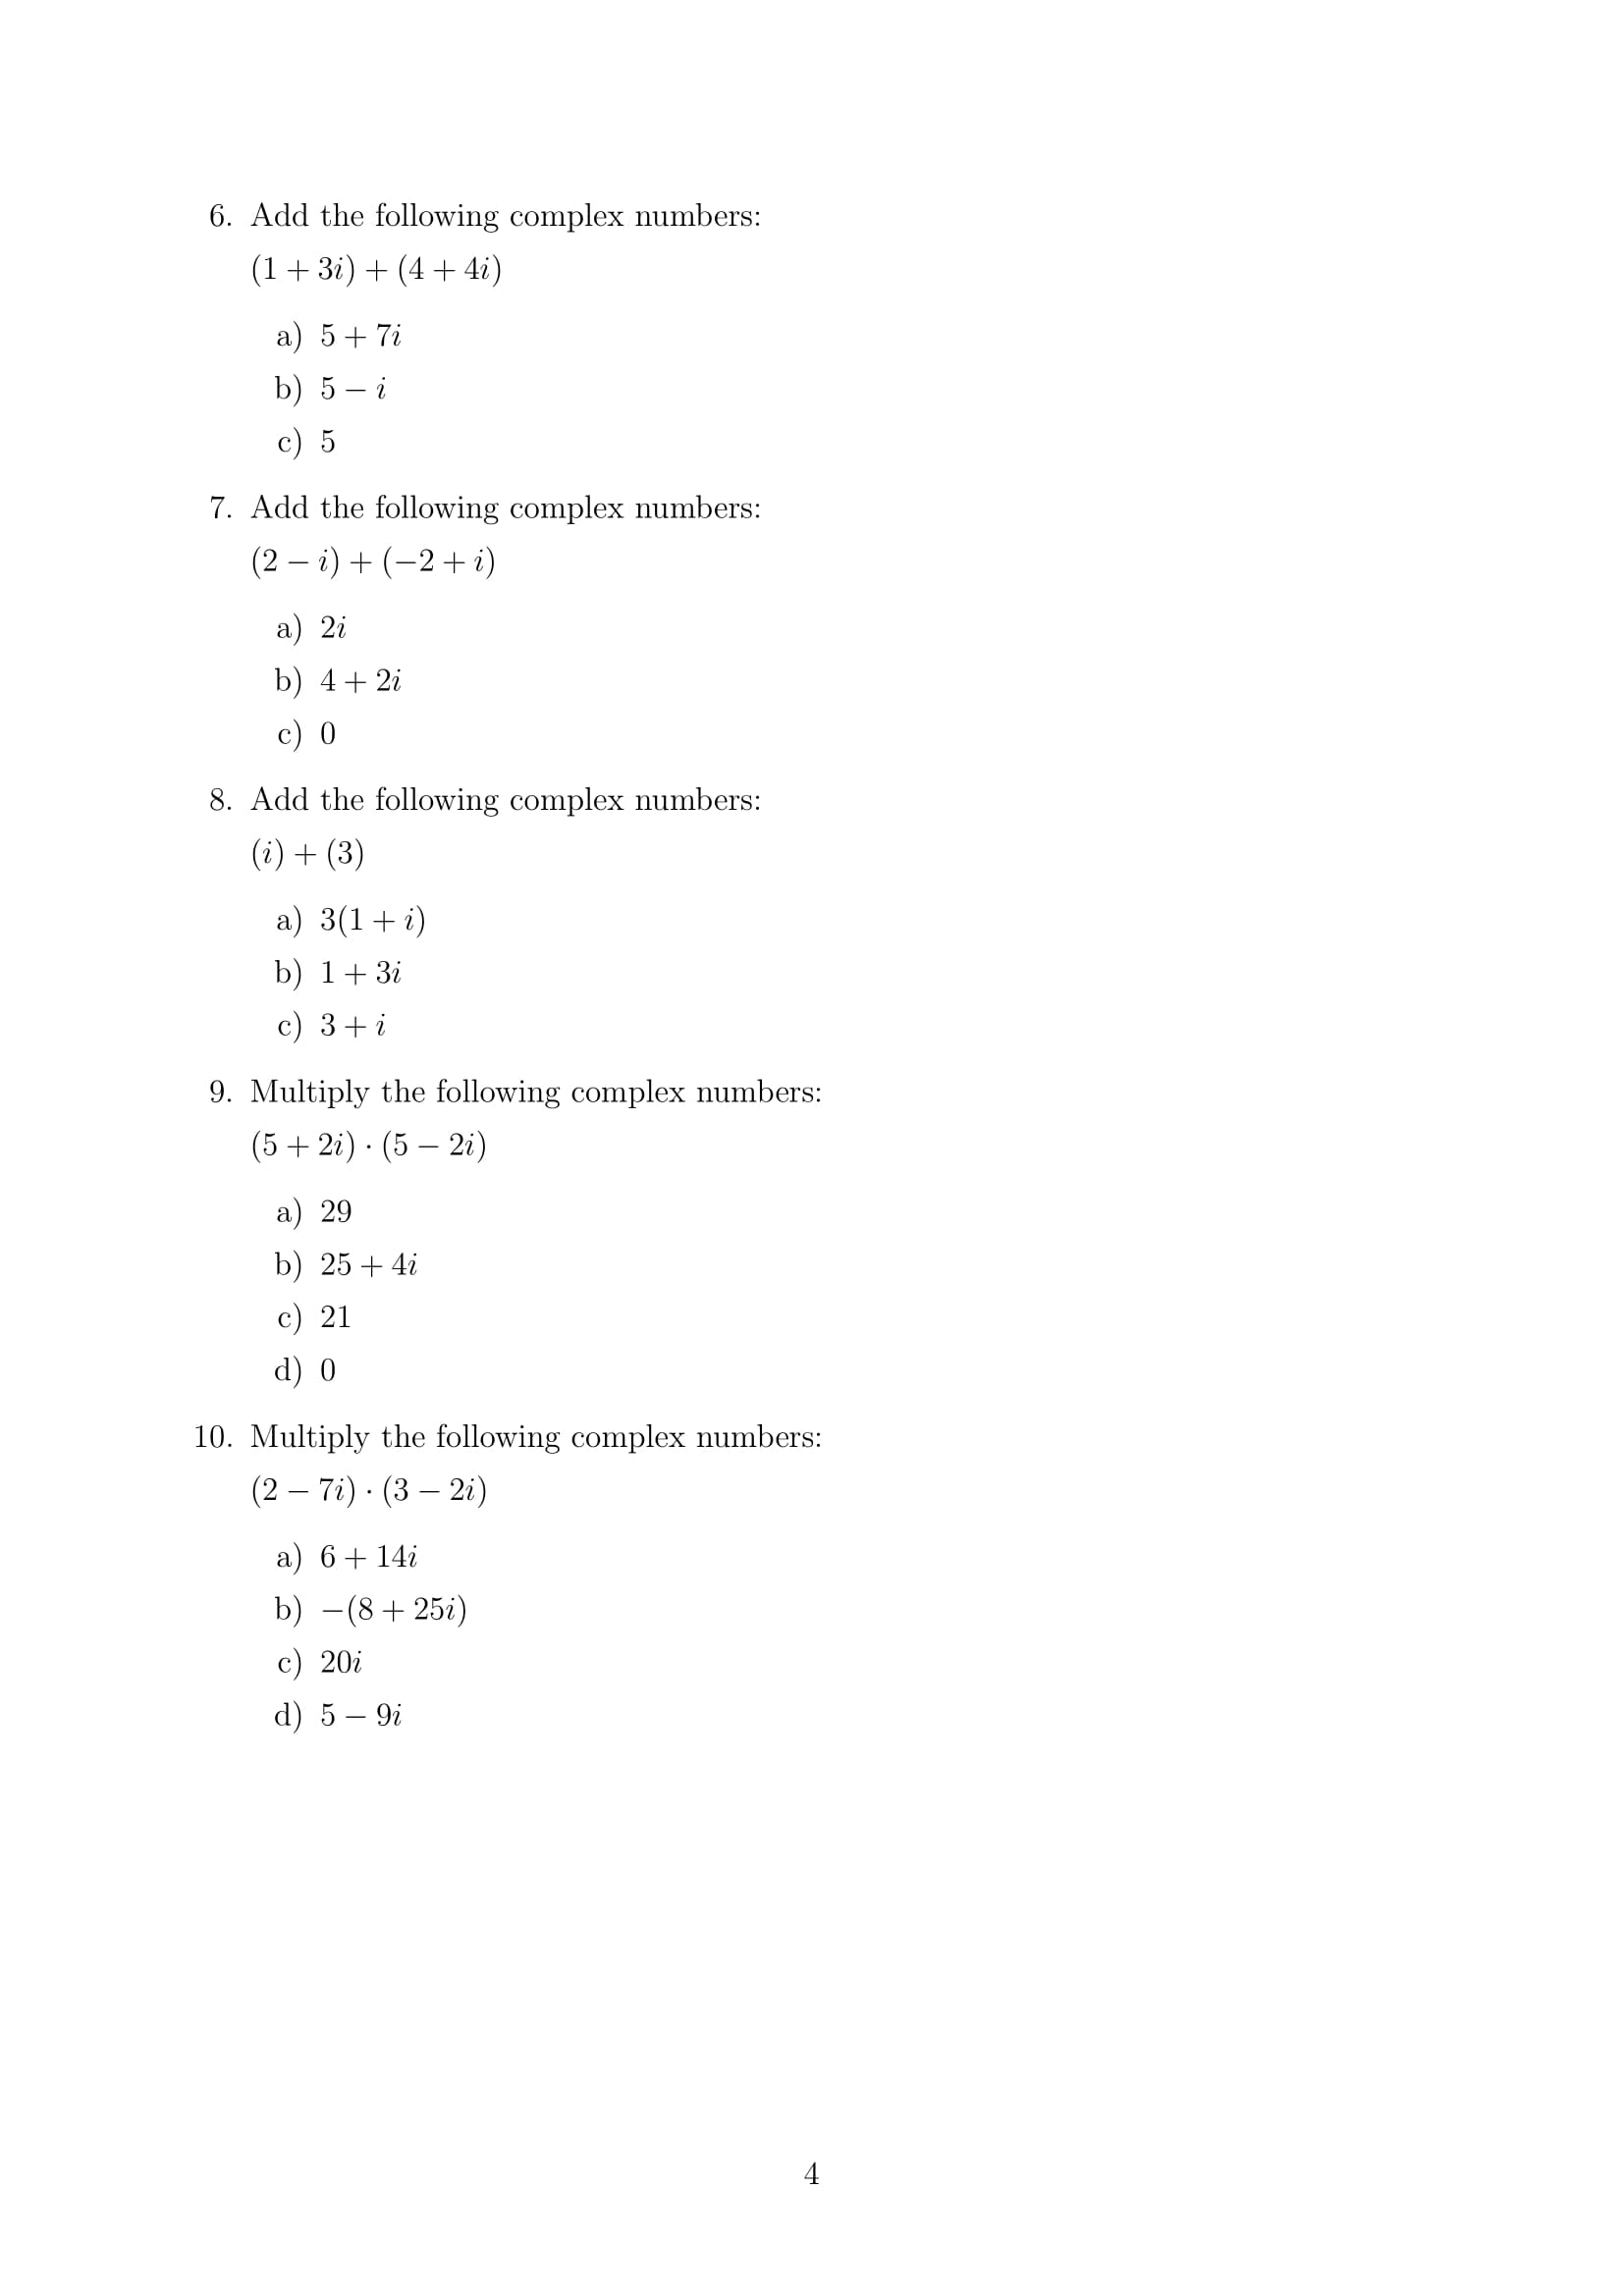 6. Add the following complex numbers:
(1 + 3i) + (4 + 4i)
a) 5 + 7i
b) 5 − i
c) 5
7. Add the following complex numbers:
(2 − i) + (−2 + i)
a) 2i
b) 4 + 2i
c) 0
8. Add the following complex numbers:
(i) + (3)
a) 3(1 + i)
b) 1 + 3i
c) 3 + i
9. Multiply the following complex numbers:
(5 + 2i) · (5 − 2i)
a) 29
b) 25 + 4i
c) 21
d) 0
10. Multiply the following complex numbers:
(2 − 7i) · (3 − 2i)
a) 6 + 14i
b) −(8 + 25i)
c) 20i
d) 5 − 9i
4